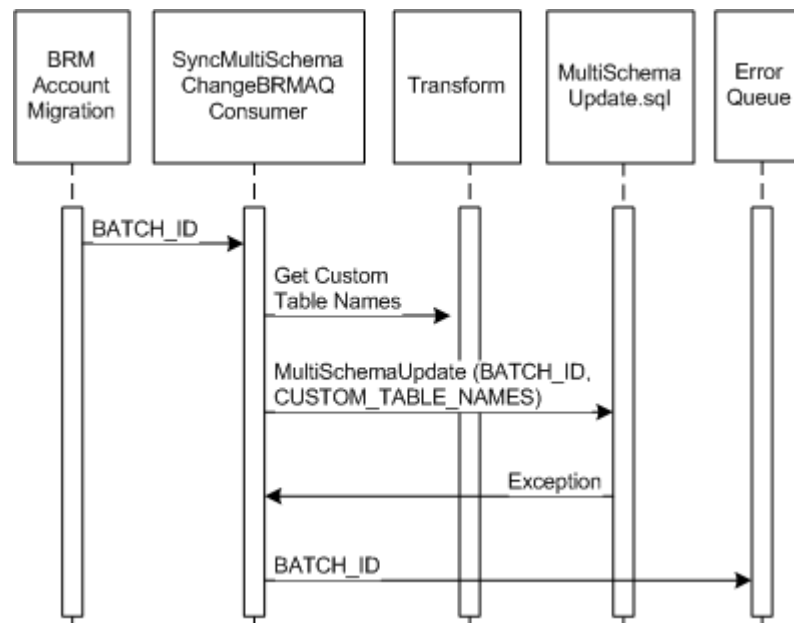 BRM
Account
Migration
SyncMultiSchema
ChangeBRMAQ
Consumer
Transform
MultiSchema
Update.sql
Error
Queue
BATCH_ID
Get Custom
Table Names
MultiSchemaUpdate (BATCH_ID,
CUSTOM_TABLE_NAMES)
Exception
BATCH_ID